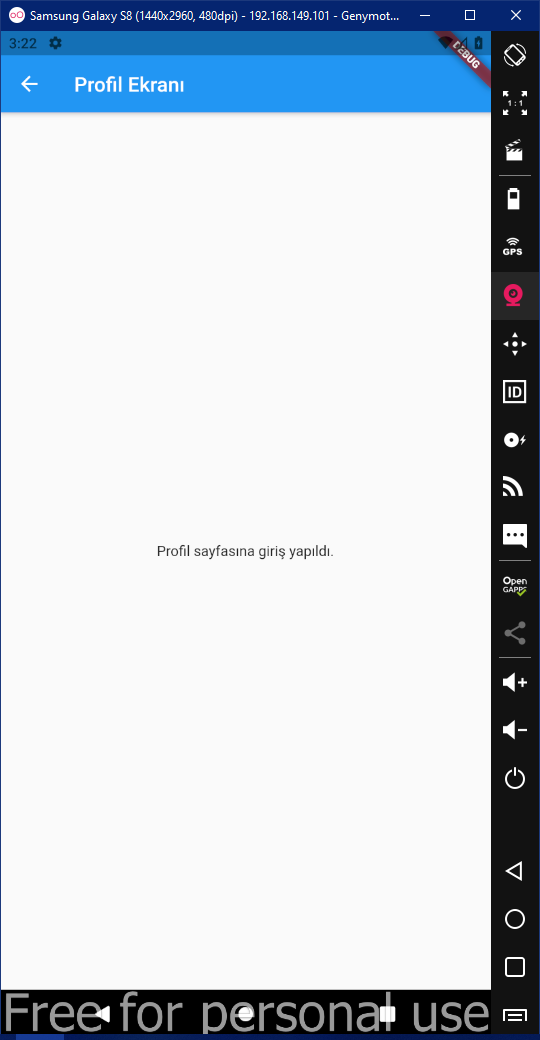 Samsung Galaxy S8 (1440x2960, 480dpi) - 192.168.149.101 - Genymot...
3:22
DEBUG
Profil Ekranı
1 : 1
GPS
ID
Profil sayfasına giriş yapıldı.
Open
GAPPS
Free for personal use